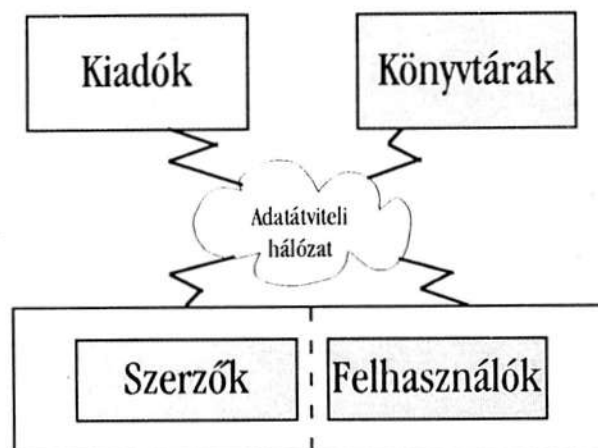 Kiadók
Könyvtárak
Adatátviteli
hálózat
Szerzők
Felhasználók